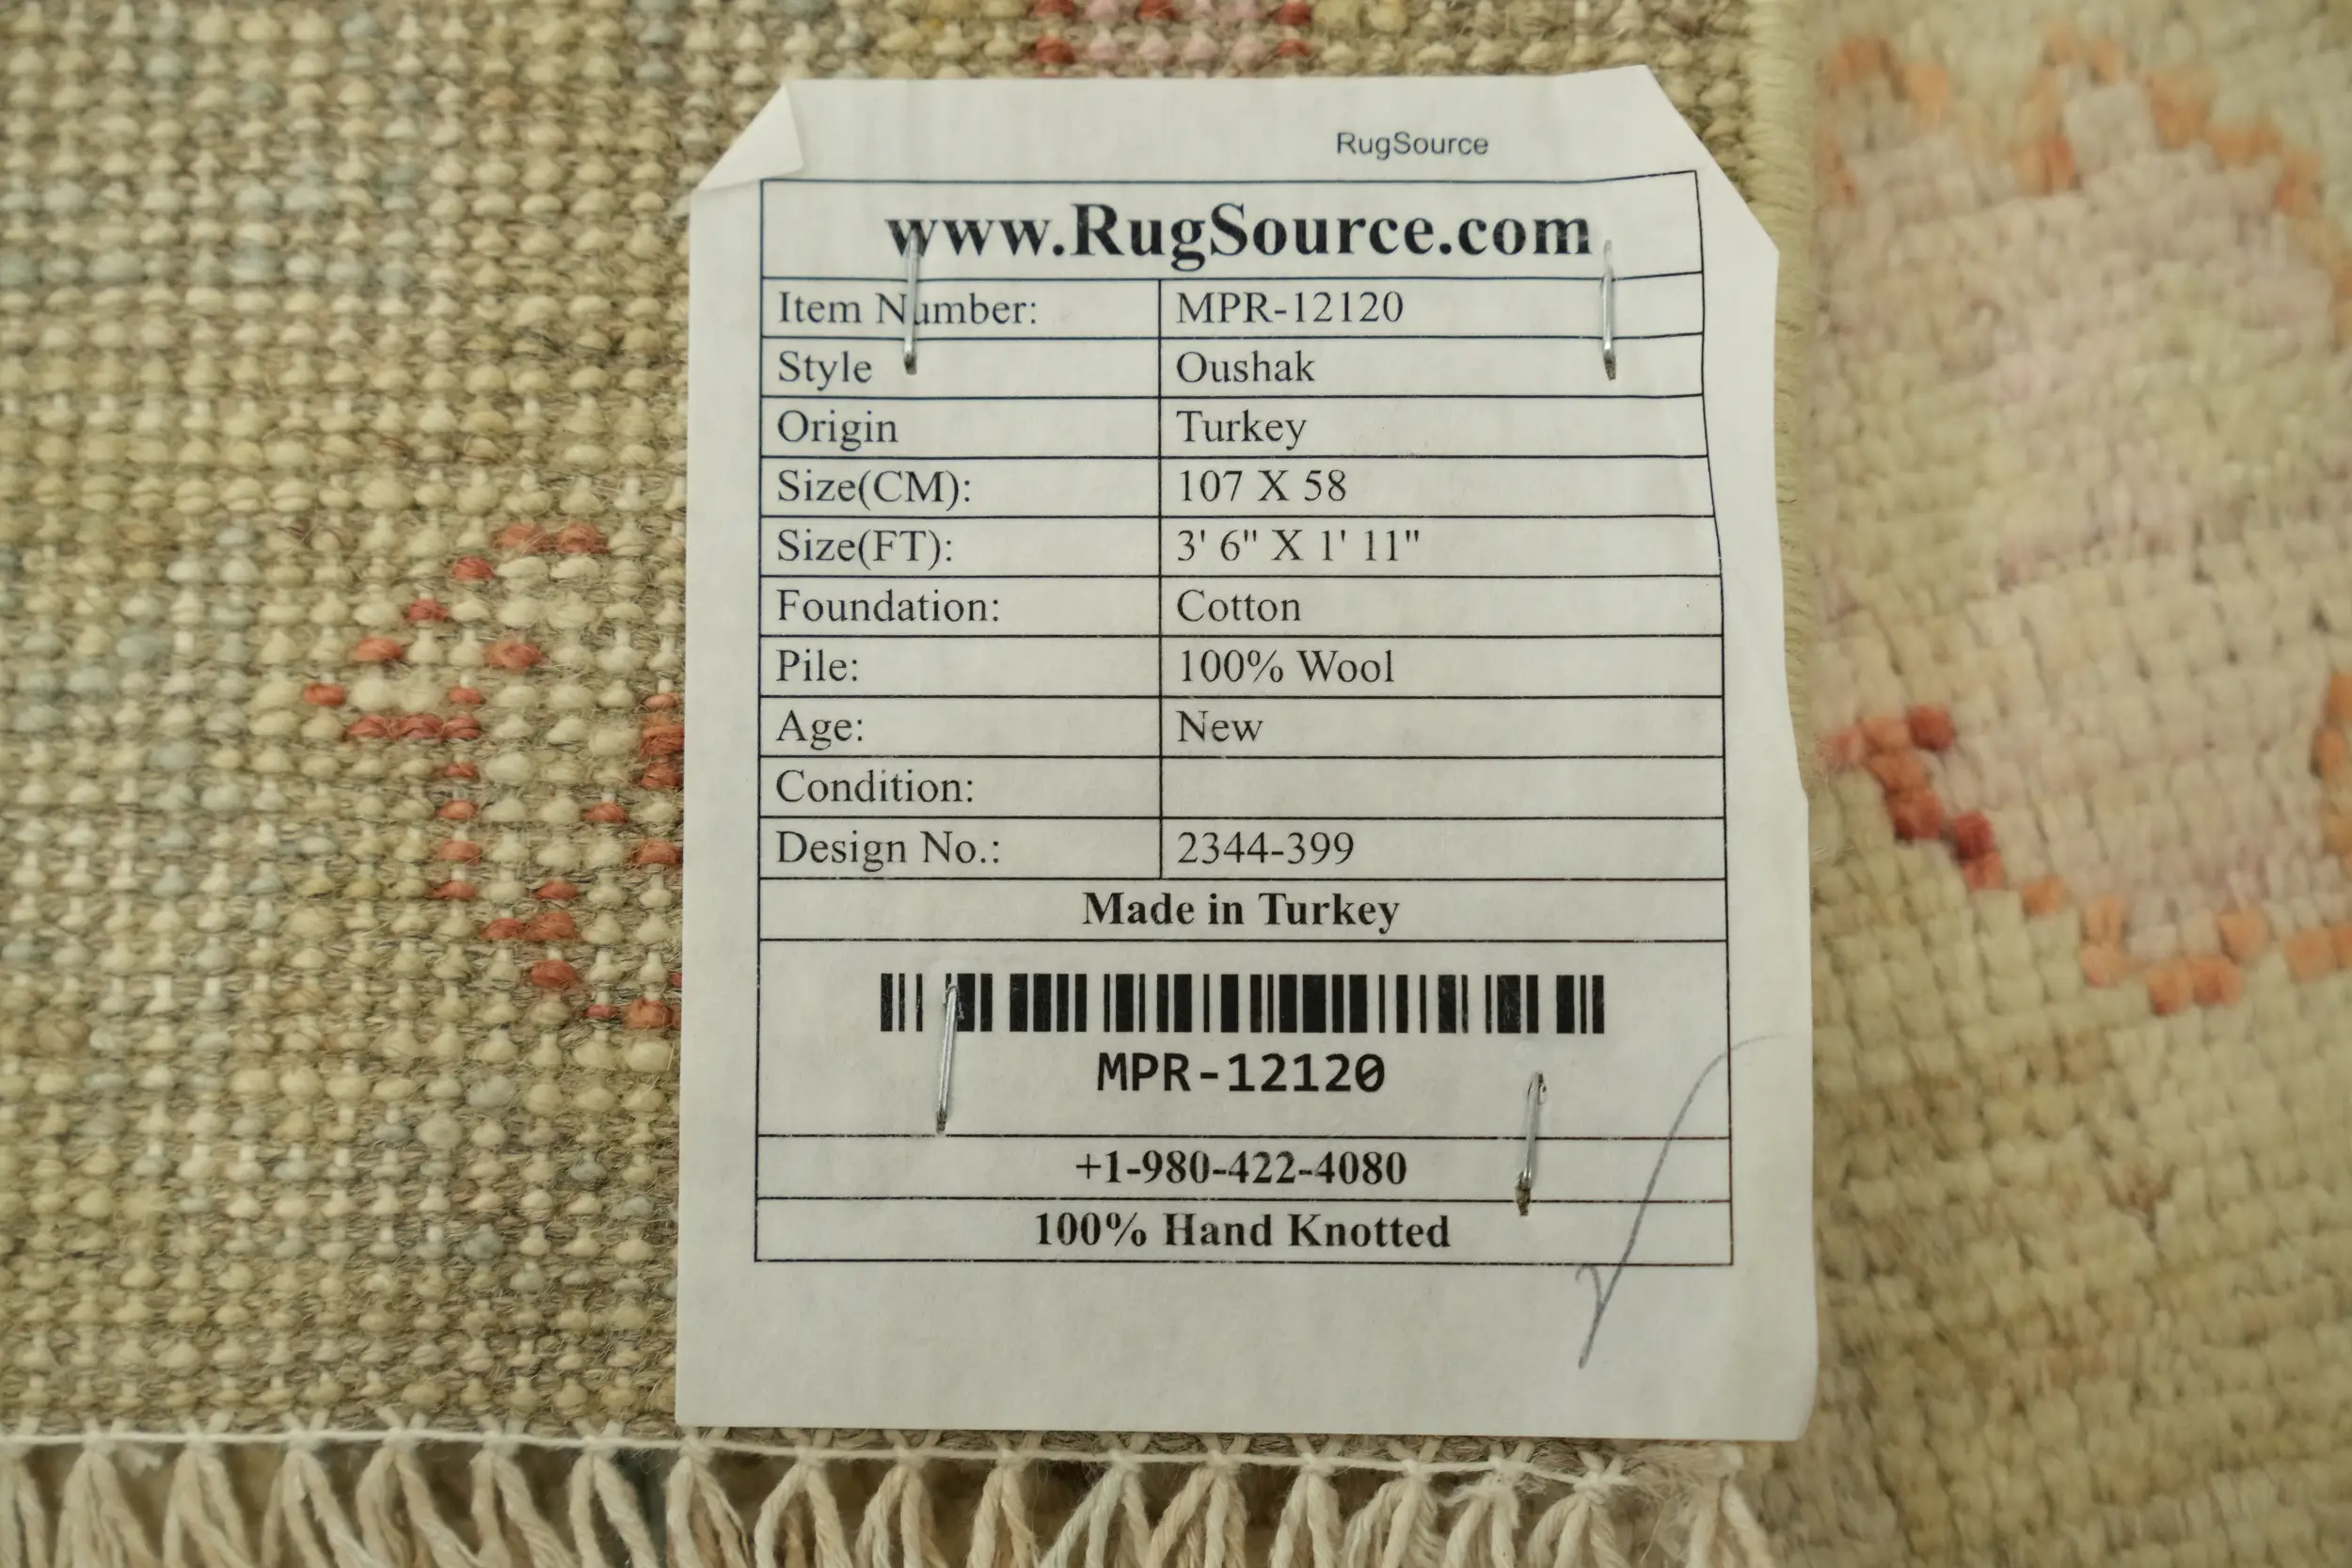 RugSource
www.RugSource.com
Item Number: MPR-12120
Style Oushak
Origin Turkey
Size(CM): 107 X 58
Size(FT): 3' 6" X 1' 11"
Foundation: Cotton
Pile: 100% Wool
Age: New
Condition:
Design No.: 2344-399
Made in Turkey
MPR-12120
+1-980-422-4080
100% Hand Knotted